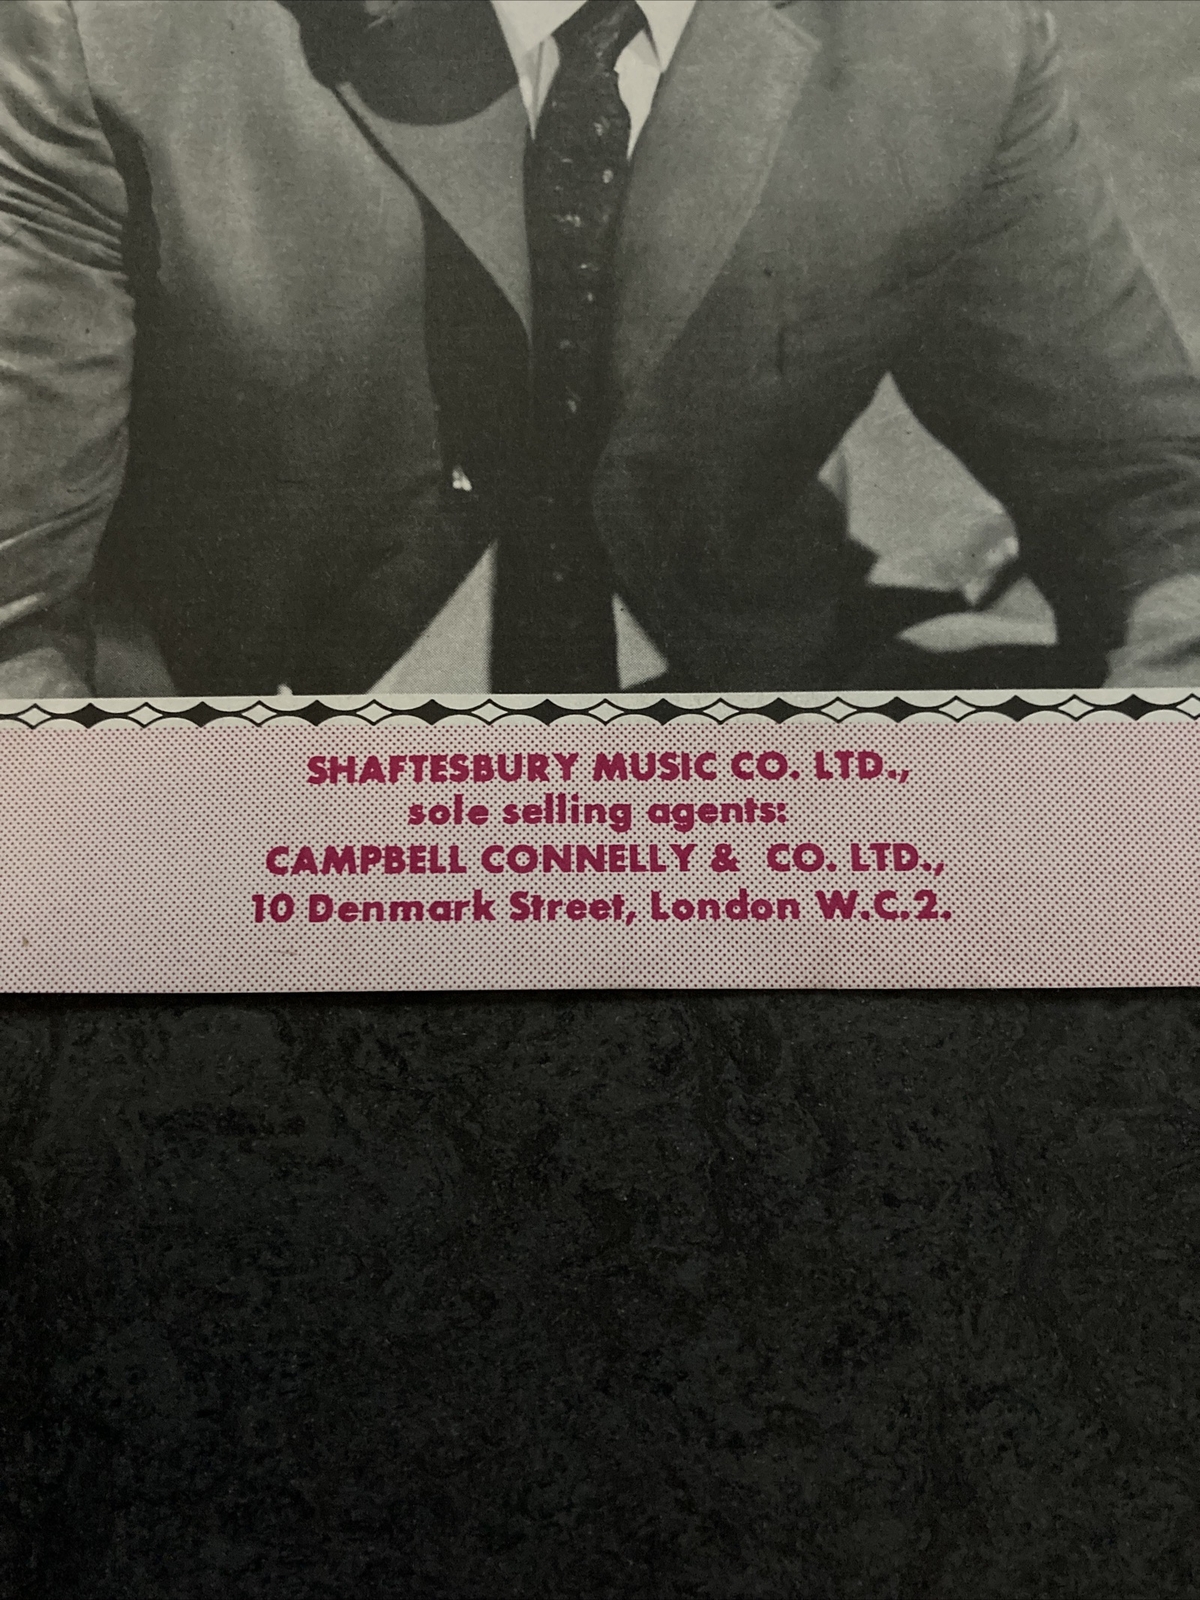 SHAFTESBURY MUSIC CO. LTD.,
sole selling agents:
CAMPBELL CONNELLY & CO. LTD.,
10 Denmark Street, London W.C.2.